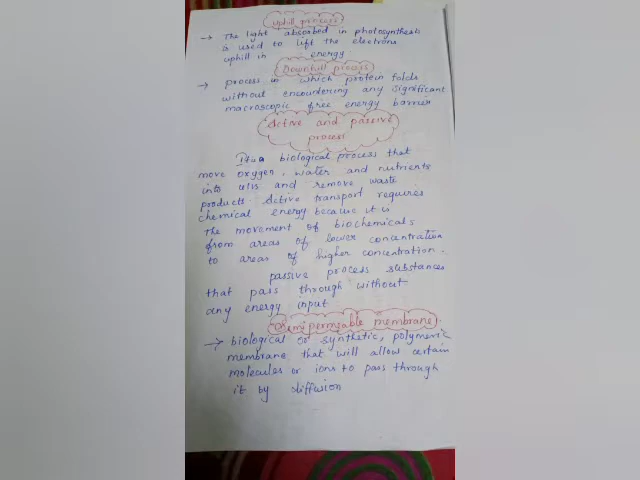 Uphill process
→ The light absorbed in photosynthesis
is used to lift the electrons
uphill in energy
Downhill process
→ process in which protein folds
without encountering any significant
macroscopic free energy barrier
Active and passive
process
It is a biological process that
move oxygen, water and nutrients
into cells and remove waste
products. Active transport requires
chemical energy because it is
the movement of biochemicals
from areas of lower concentration
to areas of higher concentration.
passive process substances
that pass through without
any energy input
Semipermeable membrane
→ biological or synthetic, polymeric
membrane that will allow certain
molecules or ions to pass through
it by diffusion